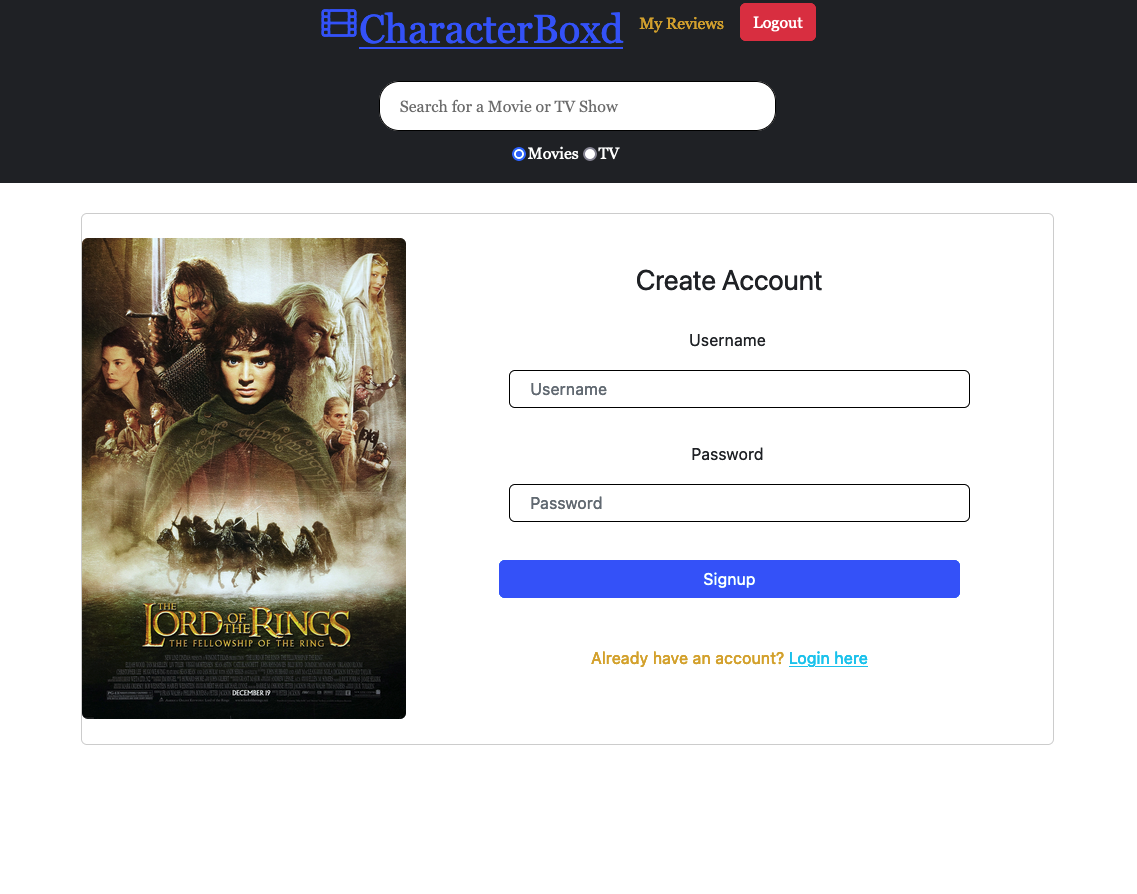 CharacterBoxd My Reviews Logout
Search for a Movie or TV Show
Movies TV
Create Account
Username
Username
Password
Password
Signup
Already have an account? Login here
THE
LORD OF THE RINGS
THE FELLOWSHIP OF THE RING
DECEMBER 19